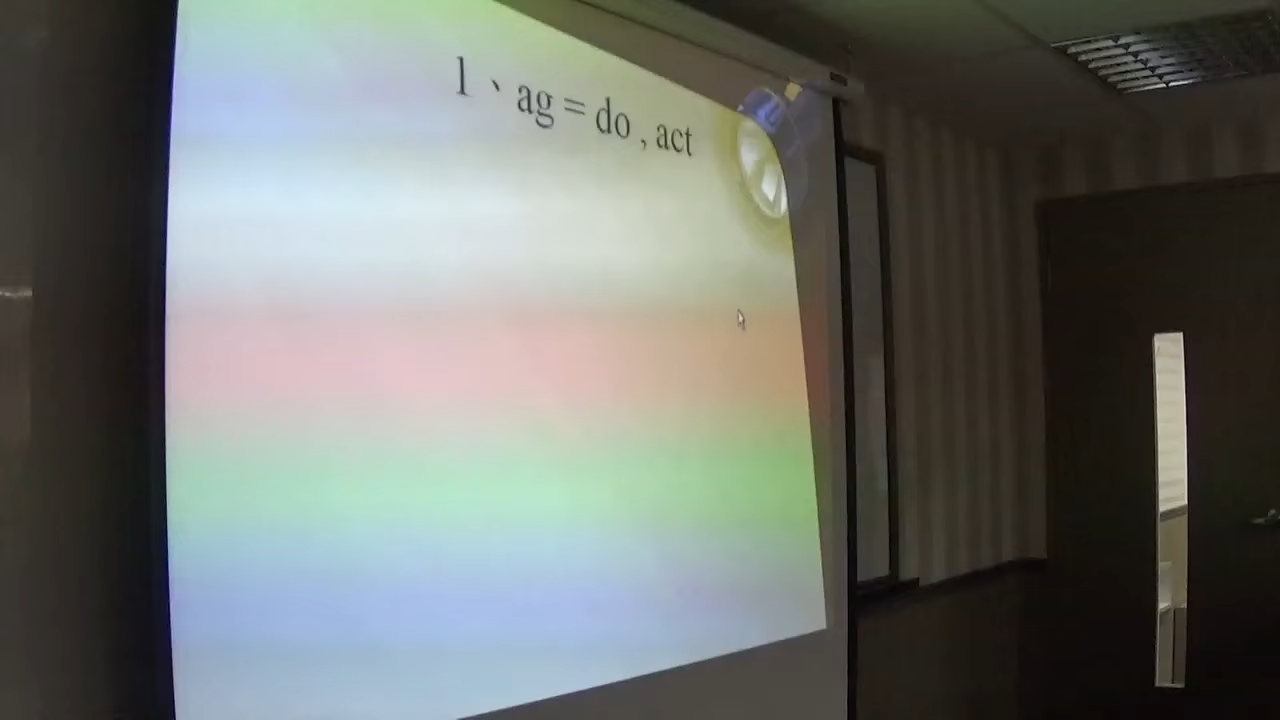 1、ag = do , act